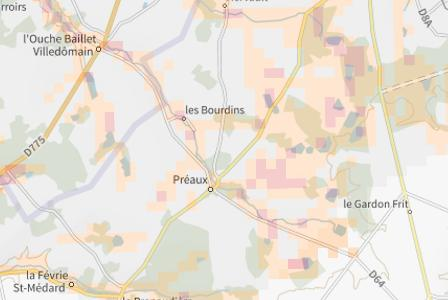 rroirs
D8A
l'Ouche Baillet
Villedômain
les Bourdins
D775
Préaux
le Gardon Frit
la Févrie
St-Médard
D64